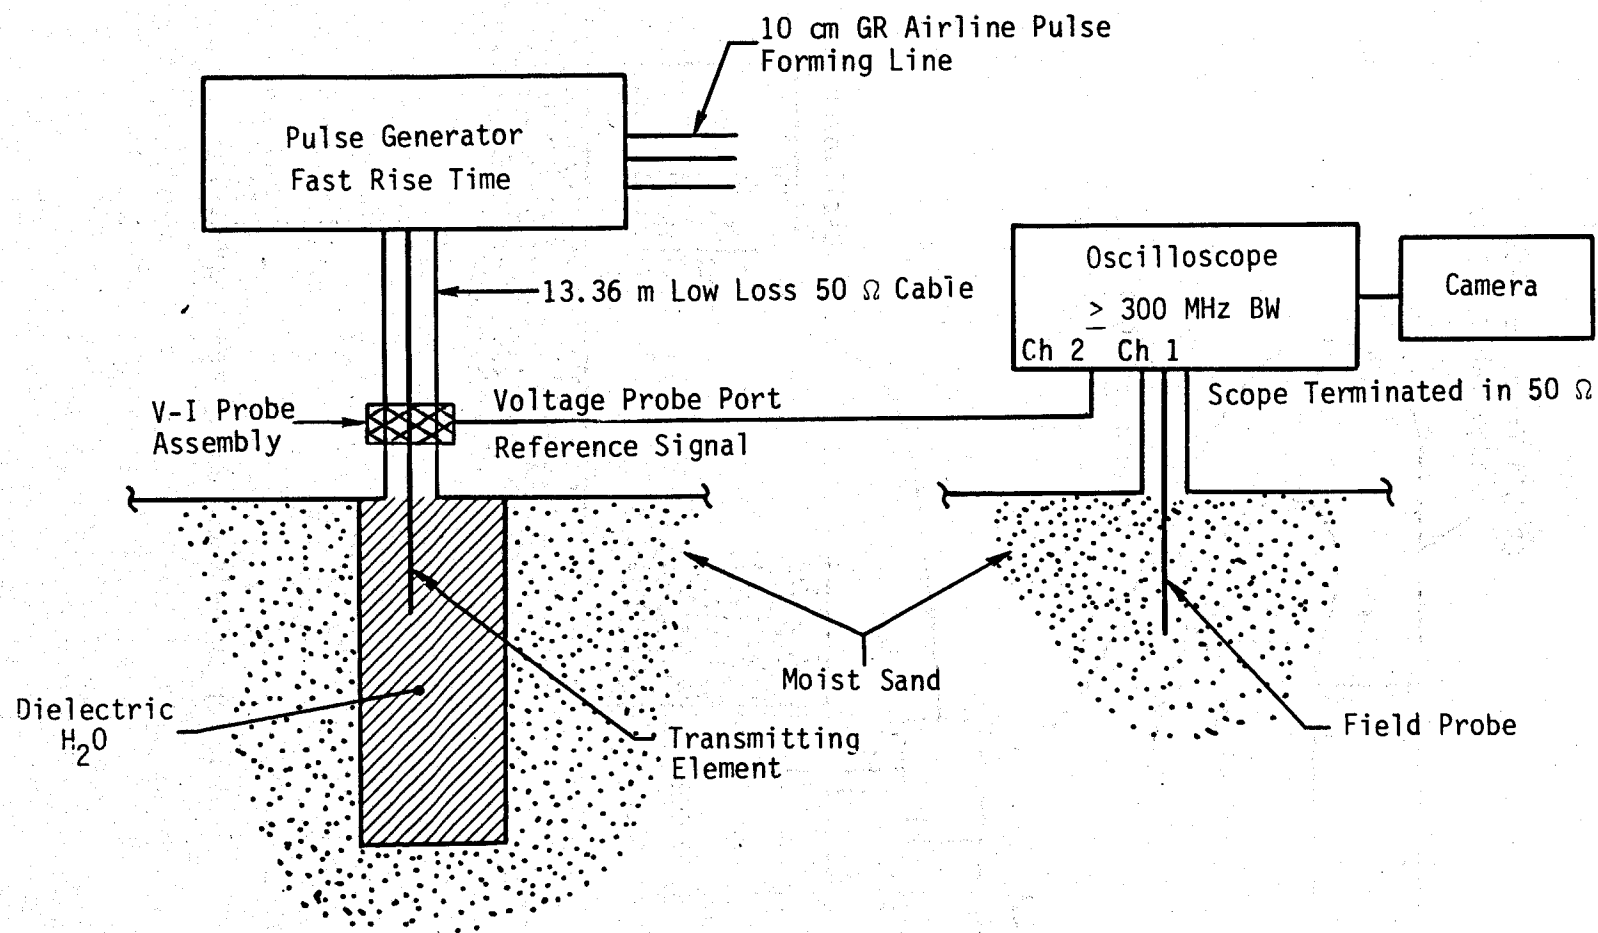 10 cm GR Airline Pulse
Forming Line
Pulse Generator
Fast Rise Time
Oscilloscope
≥ 300 MHz BW
Ch 2 Ch 1
Camera
13.36 m Low Loss 50 Ω Cable
Scope Terminated in 50 Ω
V-I Probe
Assembly
Voltage Probe Port
Reference Signal
Moist Sand
Dielectric
H₂O
Transmitting
Element
Field Probe